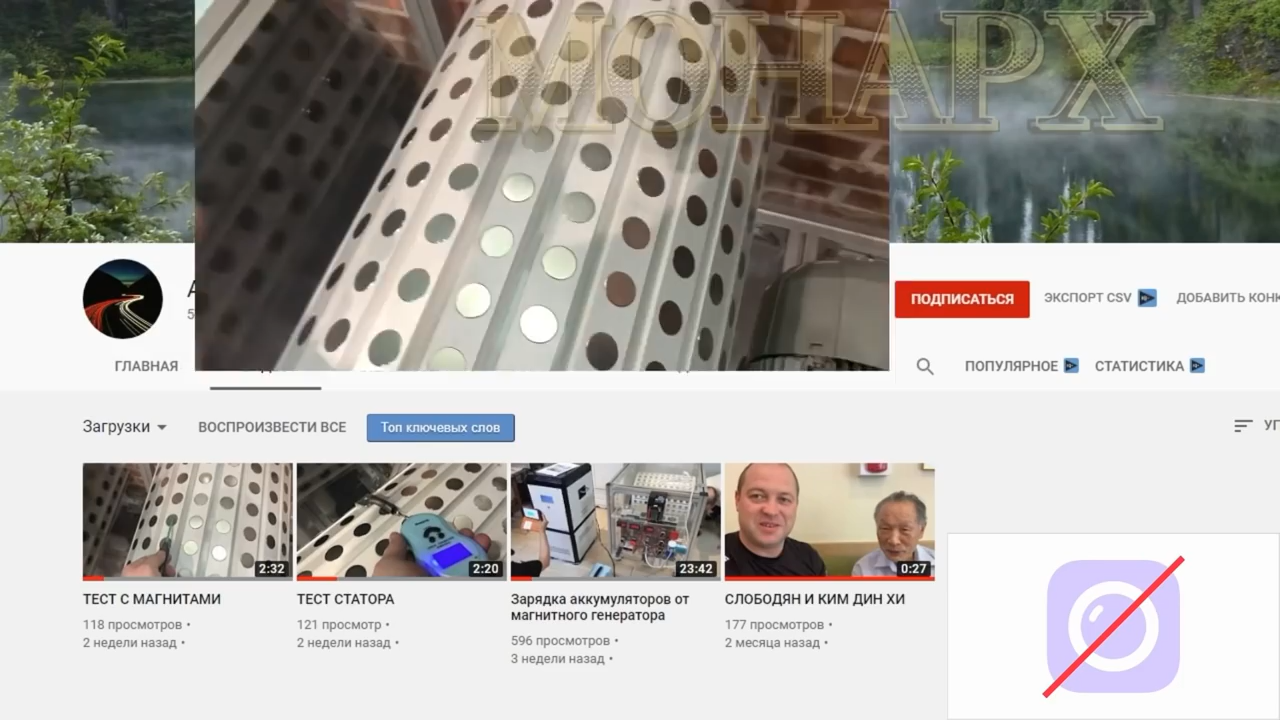 МОНАРХ
ПОДПИСАТЬСЯ
ЭКСПОРТ CSV
ДОБАВИТЬ
ГЛАВНАЯ
ПОПУЛЯРНОЕ
СТАТИСТИКА
Загрузки
ВОСПРОИЗВЕСТИ ВСЕ
Топ ключевых слов
2:32
2:20
23:42
0:27
ТЕСТ С МАГНИТАМИ
118 просмотров •
2 недели назад •
ТЕСТ СТАТОРА
121 просмотр •
2 недели назад •
Зарядка аккумуляторов от
магнитного генератора
596 просмотров •
3 недели назад •
СЛОБОДЯН И КИМ ДИН ХИ
177 просмотров •
2 месяца назад •